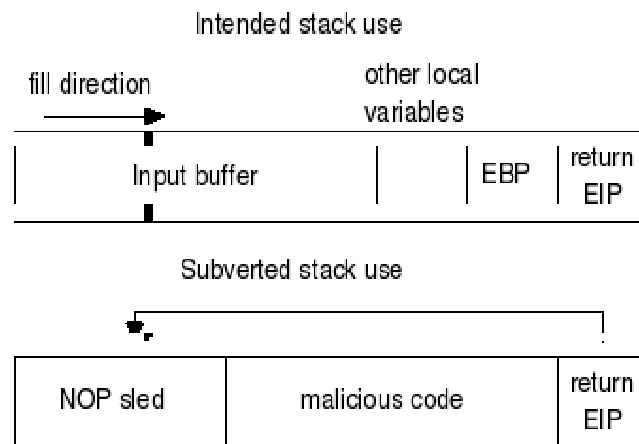 Intended stack use
fill direction
other local
variables
Input buffer
EBP
return
EIP
Subverted stack use
NOP sled
malicious code
return
EIP